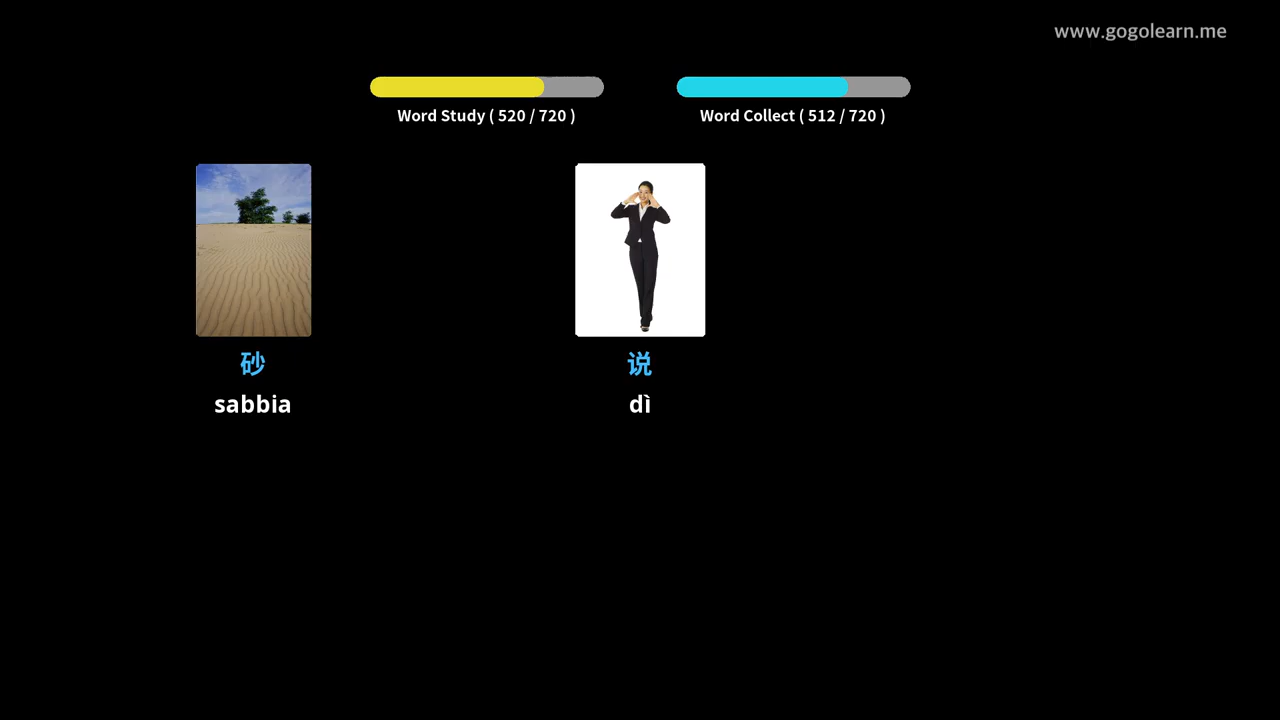 www.gogolearn.me
Word Study ( 520 / 720 )
Word Collect ( 512 / 720 )
砂
sabbia
说
dì